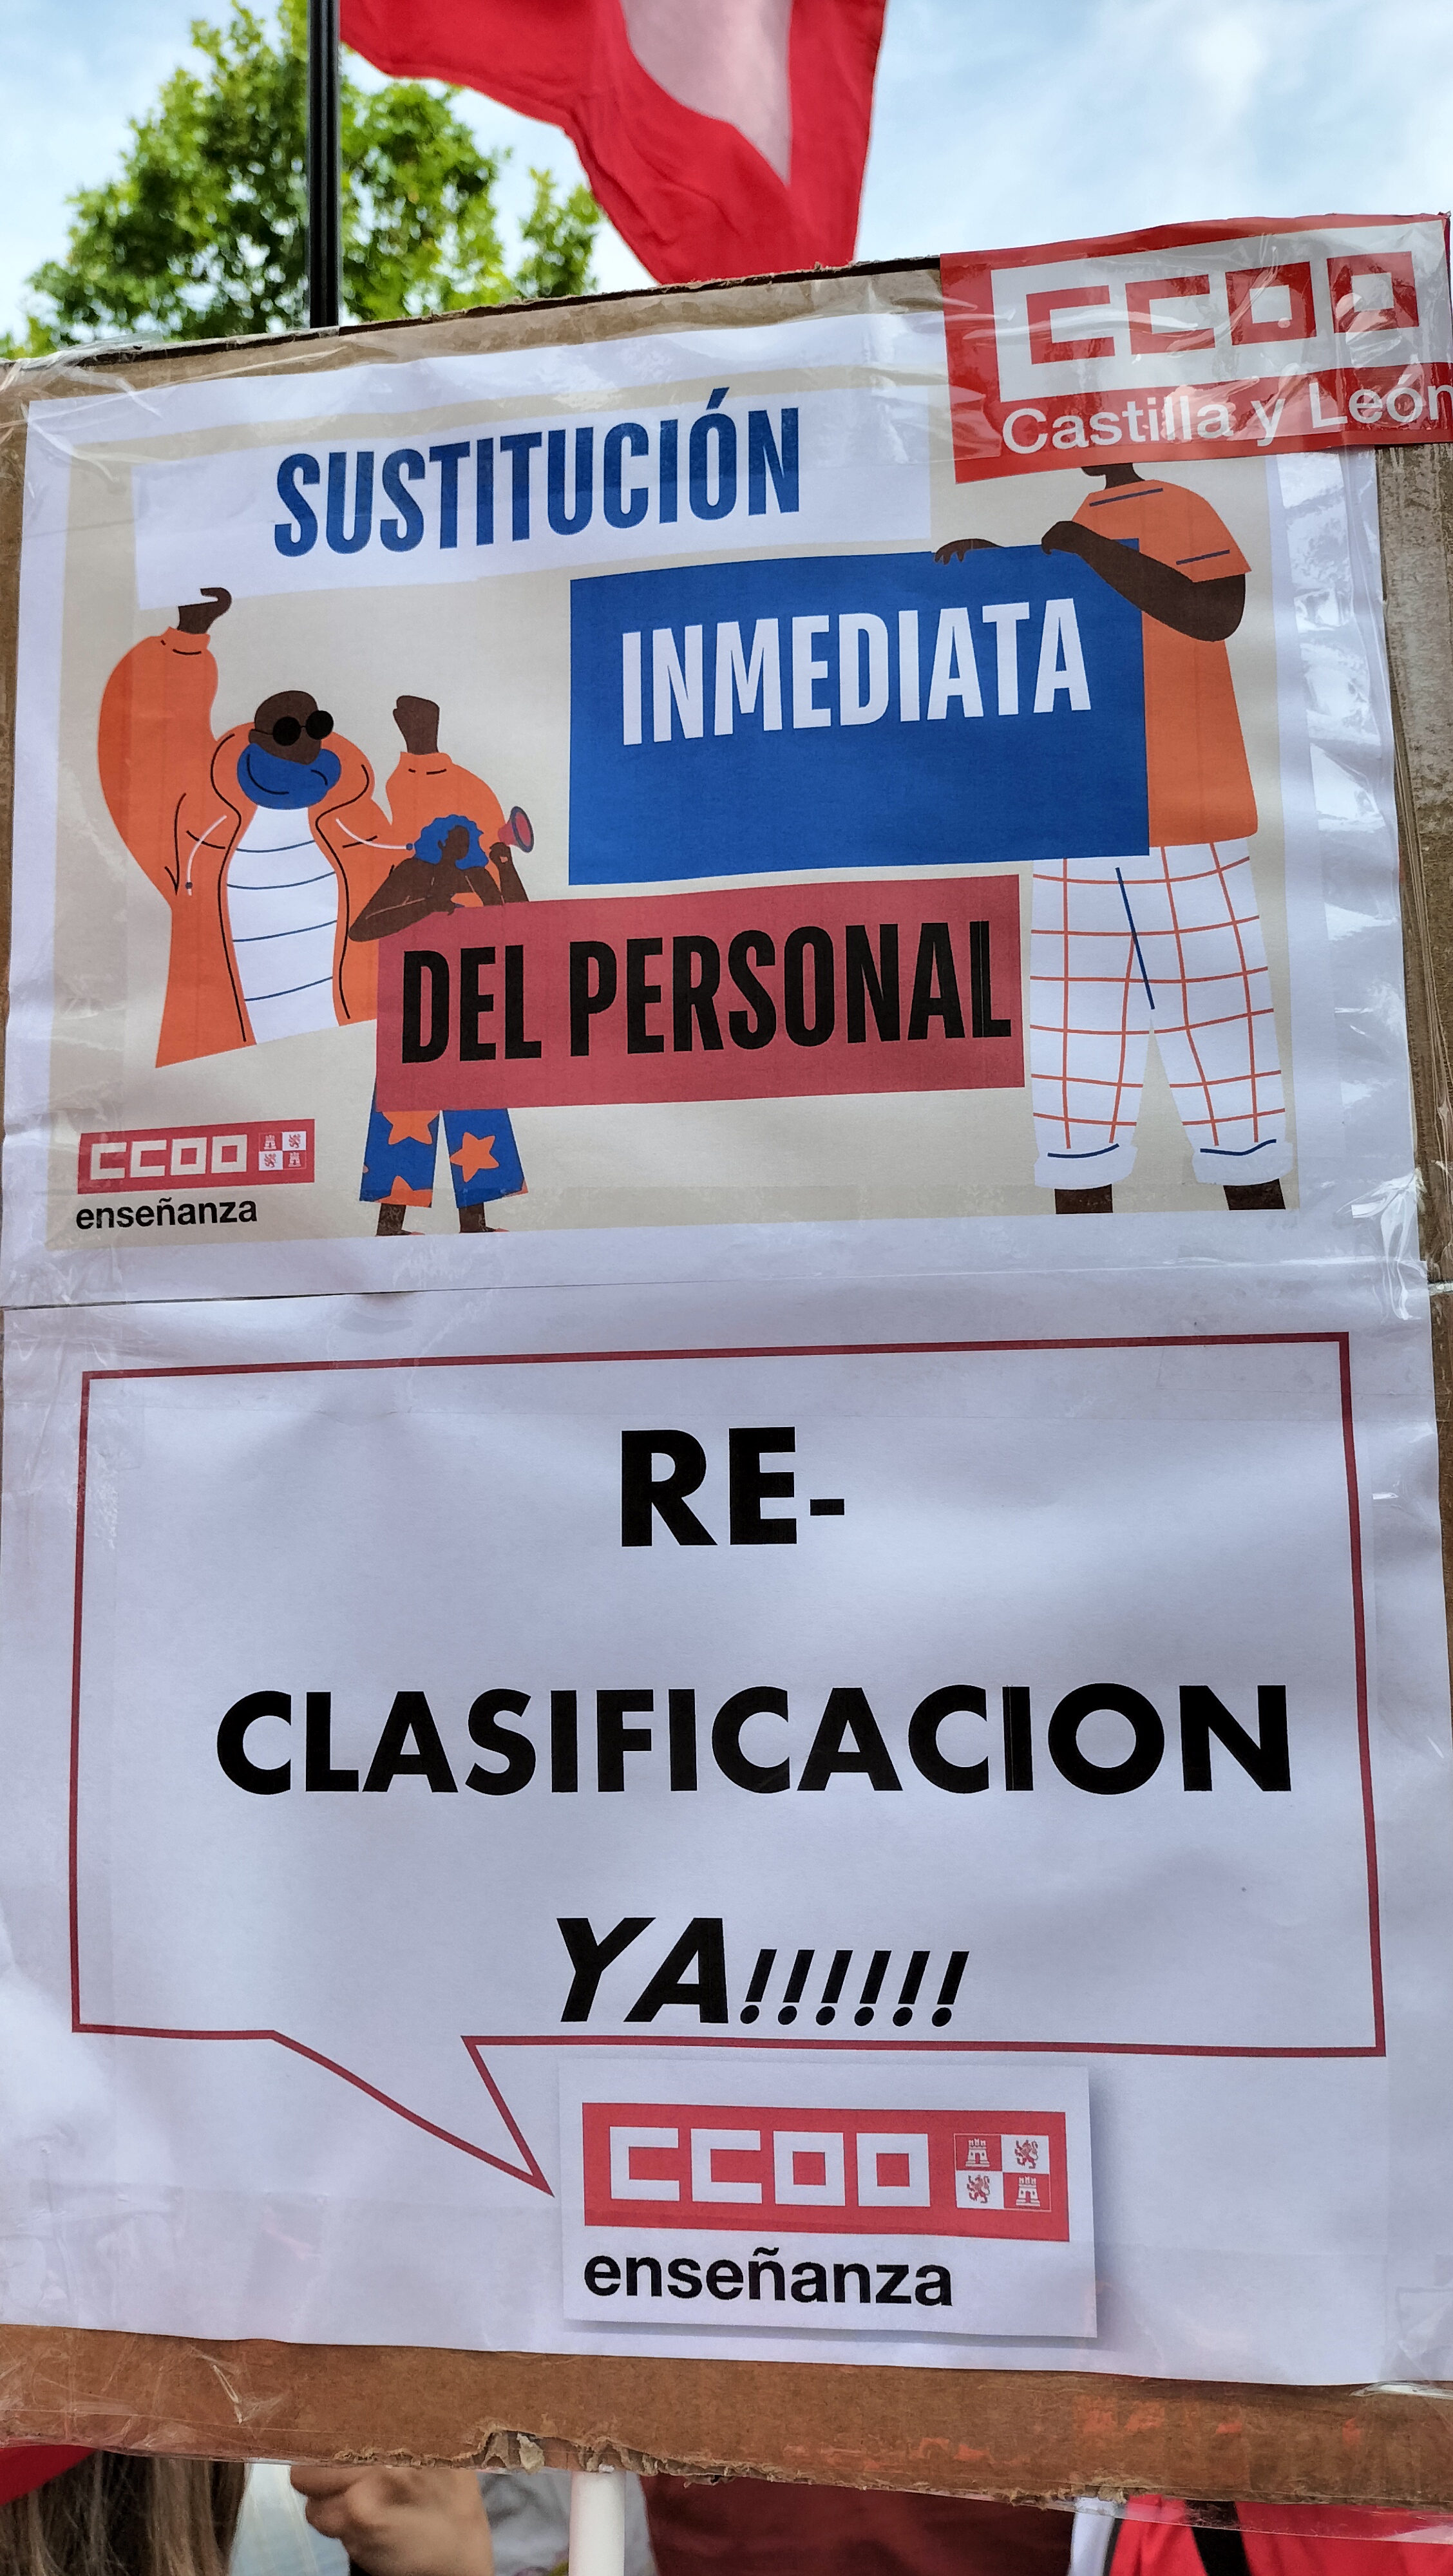 CCOO
Castilla y León
SUSTITUCIÓN
INMEDIATA
DEL PERSONAL
CCOO
enseñanza
RE-
CLASIFICACION
YA!!!!!!
CCOO
enseñanza